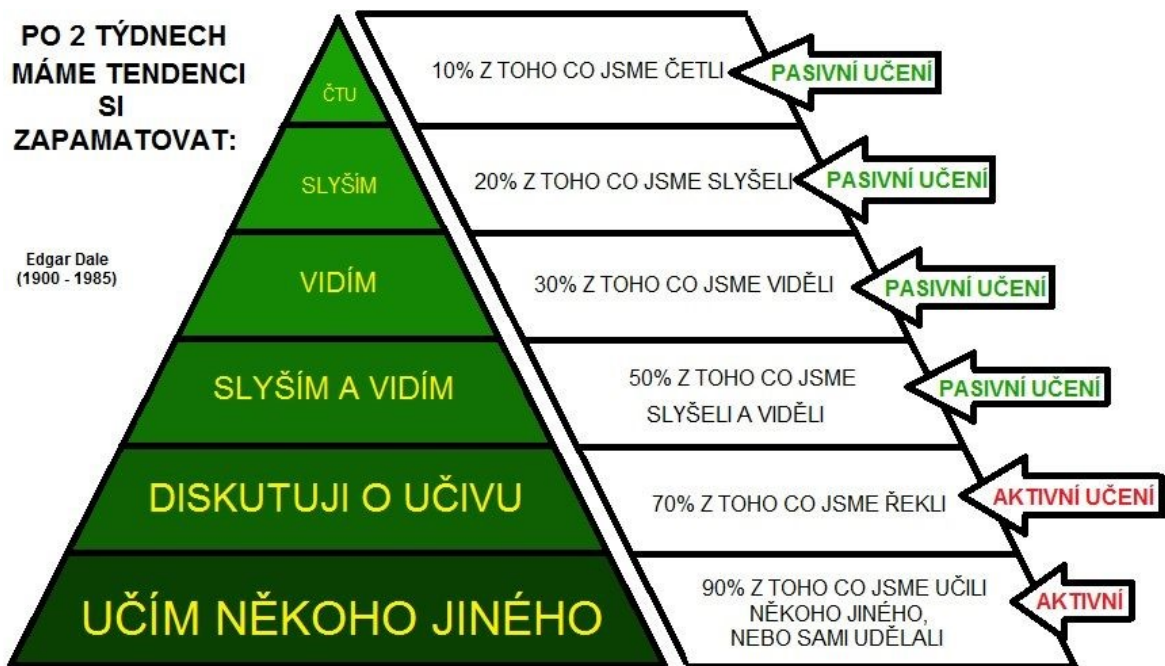 PO 2 TÝDNECH
MÁME TENDENCI
SI
ZAPAMATOVAT:
Edgar Dale
(1900 - 1985)
ČTU
10% Z TOHO CO JSME ČETLI
PASIVNÍ UČENÍ
SLYŠÍM
20% Z TOHO CO JSME SLYŠELI
PASIVNÍ UČENÍ
VIDÍM
30% Z TOHO CO JSME VIDĚLI
PASIVNÍ UČENÍ
SLYŠÍM A VIDÍM
50% Z TOHO CO JSME
SLYŠELI A VIDĚLI
PASIVNÍ UČENÍ
DISKUTUJI O UČIVU
70% Z TOHO CO JSME ŘEKLI
AKTIVNÍ UČENÍ
UČÍM NĚKOHO JINÉHO
90% Z TOHO CO JSME UČILI
NĚKOHO JINÉHO,
NEBO SAMI UDĚLALI
AKTIVNÍ